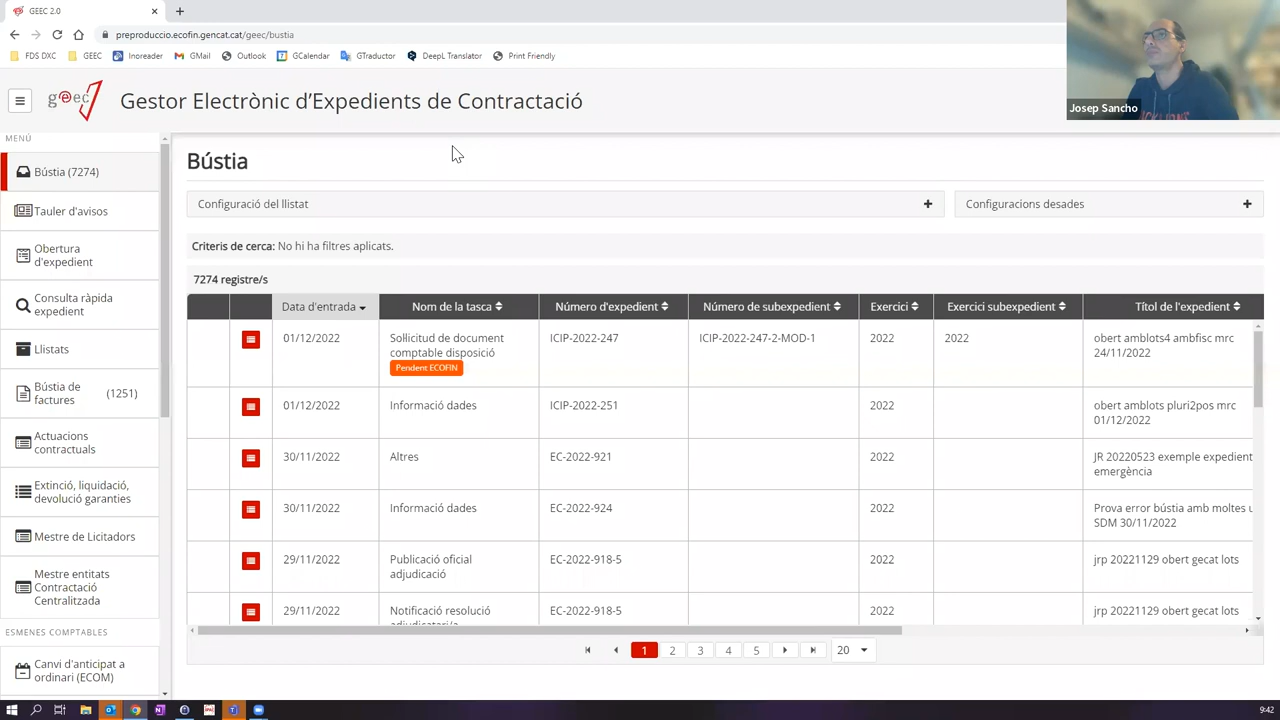 GEEC 2.0
preproduccio.ecofin.gencat.cat/geec/bustia
FDS DXC
GEEC
Inoreader
GMail
Outlook
GCalendar
GTraductor
DeepL Translator
Print Friendly
Josep Sancho
geec
Gestor Electrònic d'Expedients de Contractació
MENÚ
Bústia (7274)
Tauler d'avisos
Obertura
d'expedient
Consulta ràpida
expedient
Llistats
Bústia de
factures
(1251)
Actuacions
contractuals
Extinció, liquidació,
devolució garanties
Mestre de Licitadors
Mestre entitats
Contractació
Centralitzada
ESMENES COMPTABLES
Canvi d'anticipat a
ordinari (ECOM)
Bústia
Configuració del llistat
Configuracions desades
Criteris de cerca: No hi ha filtres aplicats.
7274 registre/s
Data d'entrada Nom de la tasca Número d'expedient Número de subexpedient Exercici Exercici subexpedient Títol de l'expedient
01/12/2022 Sol·licitud de document ICIP-2022-247 ICIP-2022-247-2-MOD-1 2022 2022 obert amblots4 ambfisc mrc
comptable disposició 24/11/2022
Pendent ECOFIN
01/12/2022 Informació dades ICIP-2022-251 2022 obert amblots pluri2pos mrc
01/12/2022
30/11/2022 Altres EC-2022-921 2022 JR 20220523 exemple expedient
emergència
30/11/2022 Informació dades EC-2022-924 2022 Prova error bústia amb moltes u
SDM 30/11/2022
29/11/2022 Publicació oficial EC-2022-918-5 2022 jrp 20221129 obert gecat lots
adjudicació
29/11/2022 Notificació resolució EC-2022-918-5 2022 jrp 20221129 obert gecat lots
adjudicatari/a
1 2 3 4 5 20
9:42